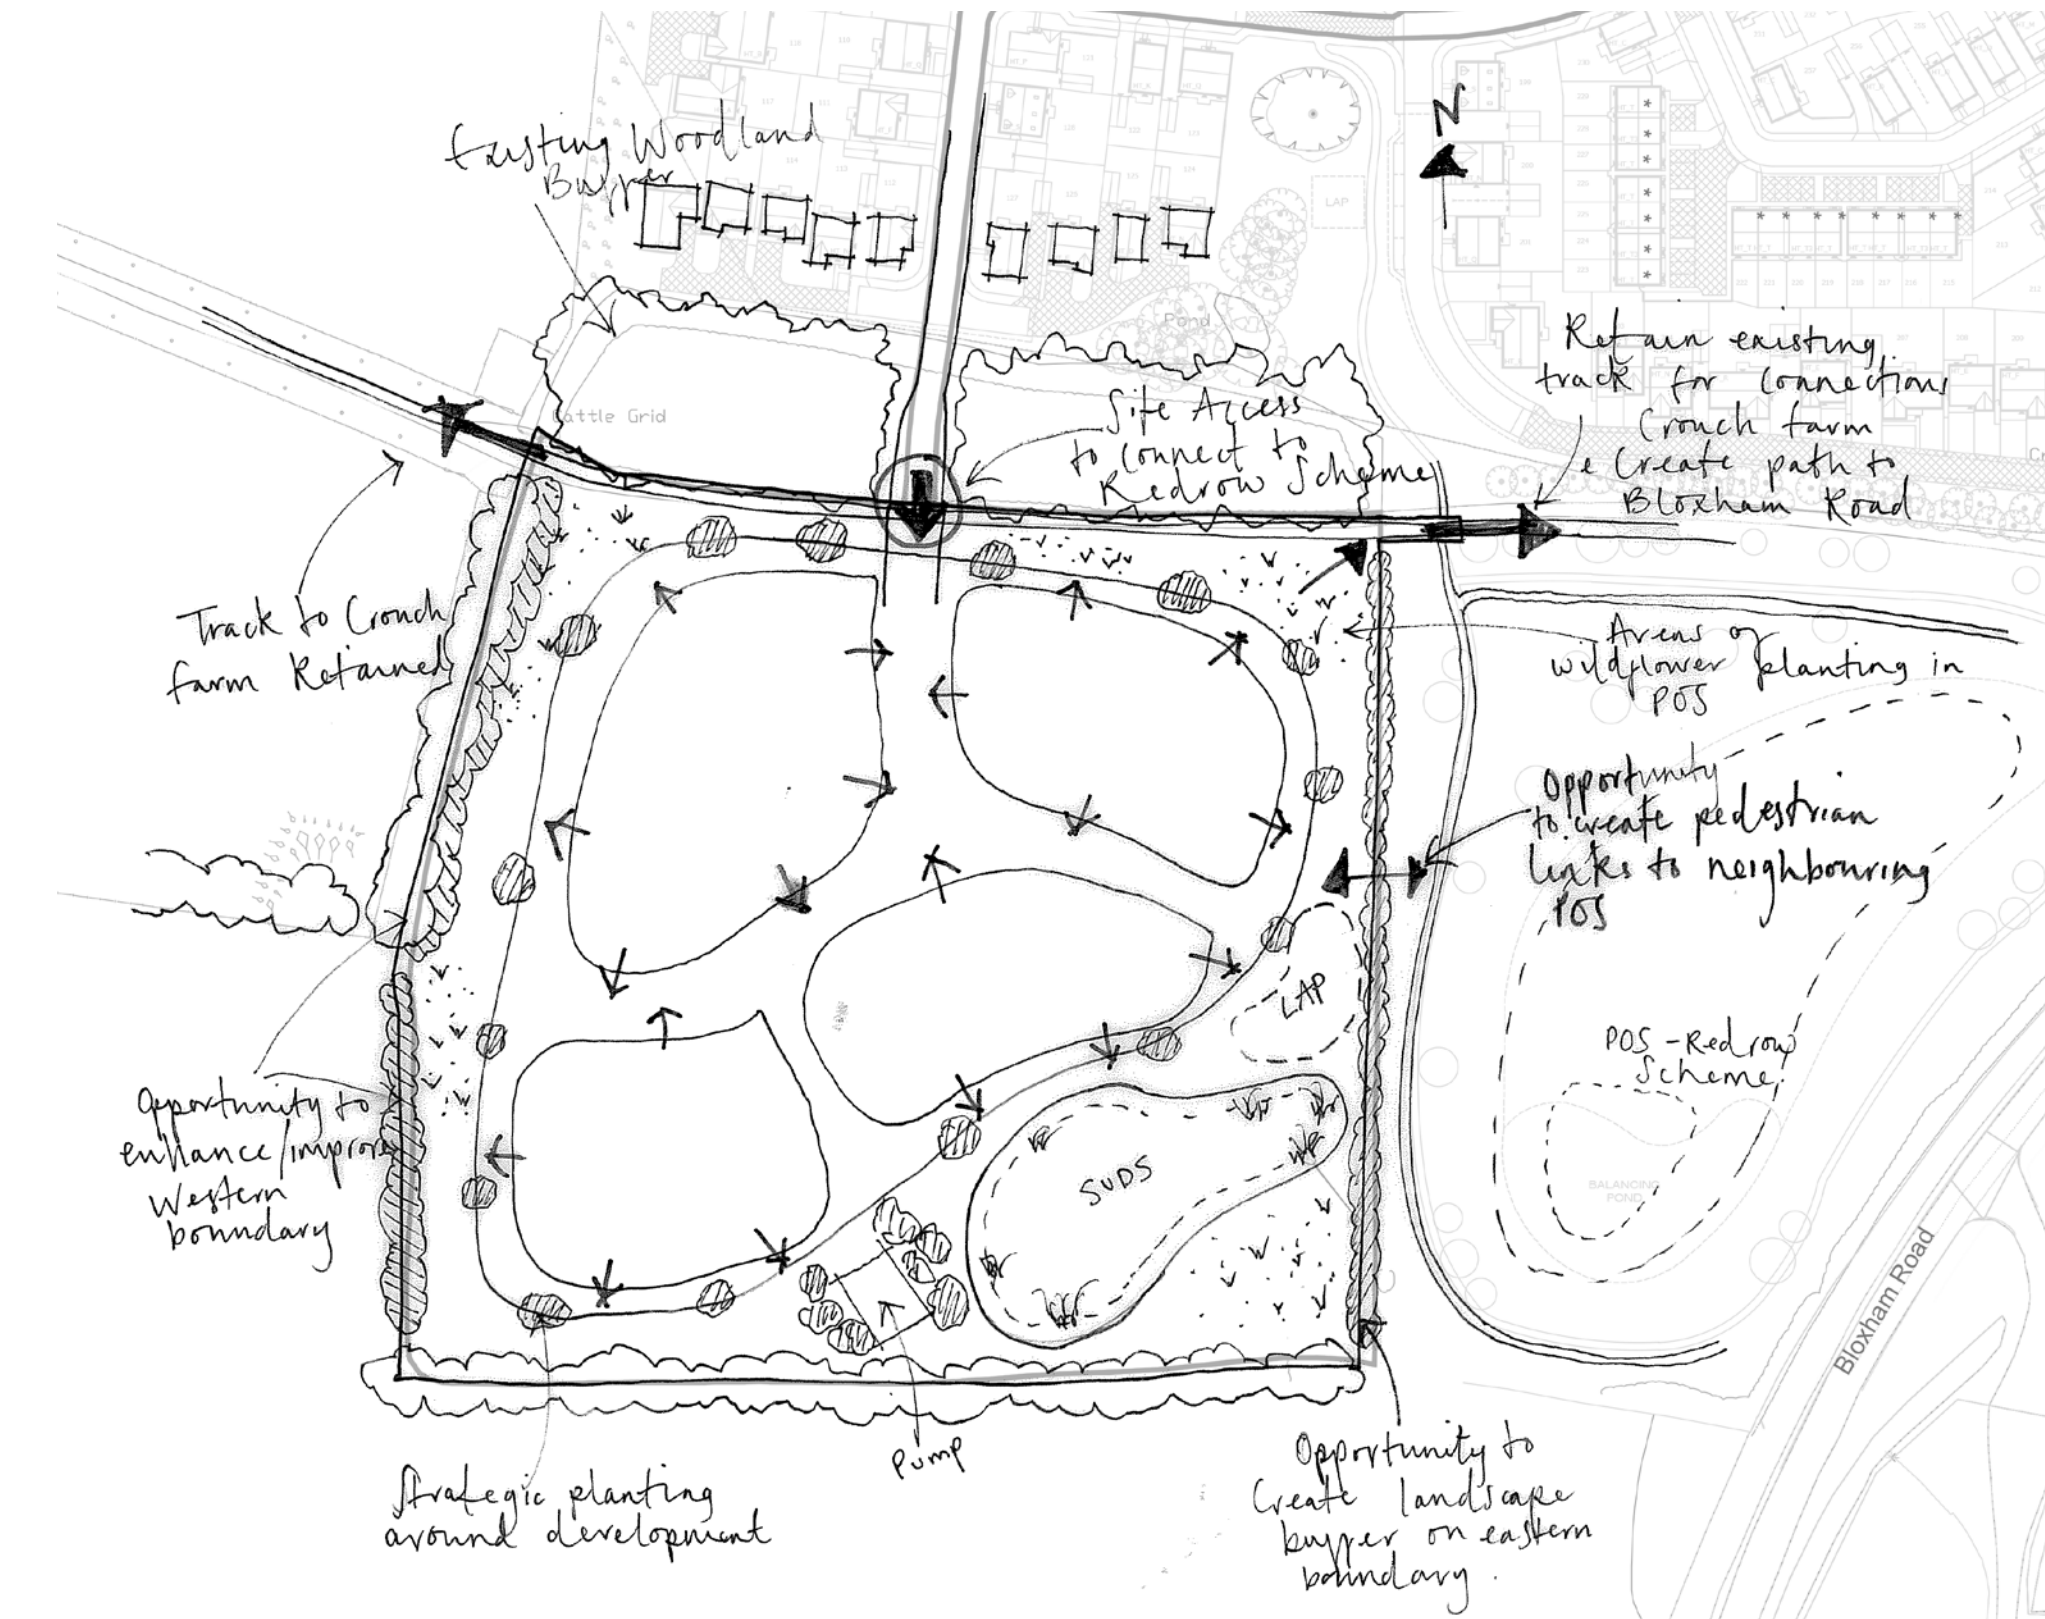 Existing Woodland
Buffer
N
LAP
Pond
Cattle Grid
Site Access
to connect to
Redrow Scheme
Retain existing
track for connections
Crouch farm
& Create path to
Bloxham Road
Track to Crouch
farm Retained
Areas of
wildflower planting in
POS
Opportunity
to create pedestrian
links to neighbouring
POS
LAP
POS - Redrow
Scheme
BALANCING
POND
SUDS
Opportunity to
enhance/improve
Western
boundary
Bloxham Road
Pump
Strategic planting
around development
Opportunity to
Create landscape
buffer on eastern
boundary.